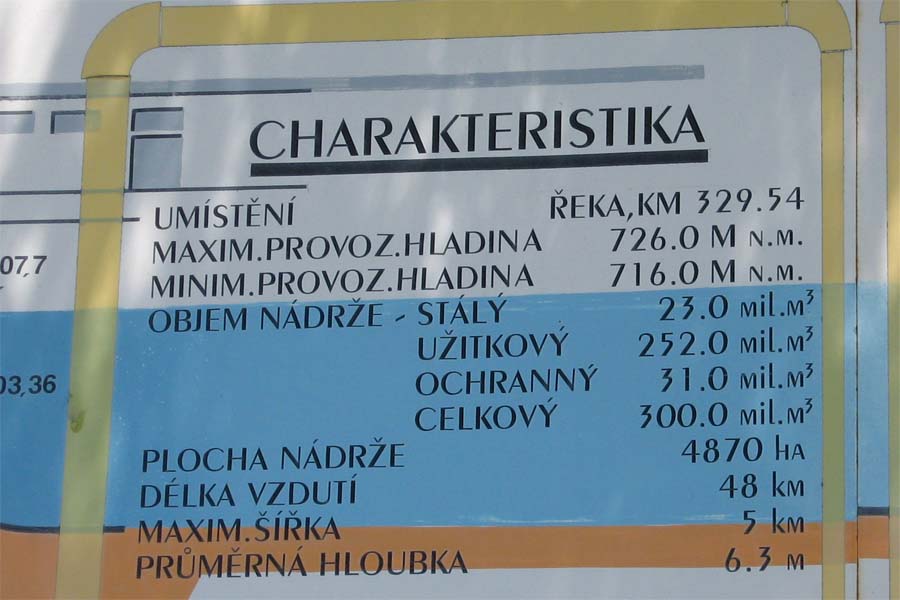 CHARAKTERISTIKA
UMÍSTĚNÍ ŘEKA,KM 329.54
MAXIM.PROVOZ.HLADINA 726.0 M N.M.
MINIM.PROVOZ.HLADINA 716.0 M N.M.
OBJEM NÁDRŽE - STÁLÝ 23.0 mil.m³
UŽITKOVÝ 252.0 mil.m³
OCHRANNÝ 31.0 mil.m³
CELKOVÝ 300.0 mil.m³
PLOCHA NÁDRŽE 4870 HA
DÉLKA VZDUTÍ 48 km
MAXIM.ŠÍŘKA 5 km
PRŮMĚRNÁ HLOUBKA 6.3 m
07,7
03,36